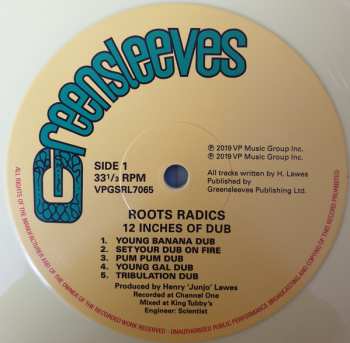 Greensleeves
SIDE 1
33 1/3 RPM
VPGSRL7065
℗ 2019 VP Music Group Inc.
© 2019 VP Music Group Inc.
All tracks written by H. Lawes
Published by
Greensleeves Publishing Ltd.
ROOTS RADICS
12 INCHES OF DUB
1. YOUNG BANANA DUB
2. SET YOUR DUB ON FIRE
3. PUM PUM DUB
4. YOUNG GAL DUB
5. TRIBULATION DUB
Produced by Henry 'Junjo' Lawes
Recorded at Channel One
Mixed at King Tubby's
Engineer: Scientist
ALL RIGHTS OF THE MANUFACTURER AND OF THE OWNER OF THE RECORDED WORK RESERVED - UNAUTHORISED PUBLIC PERFORMANCE BROADCASTING AND COPYING OF THIS RECORD PROHIBITED